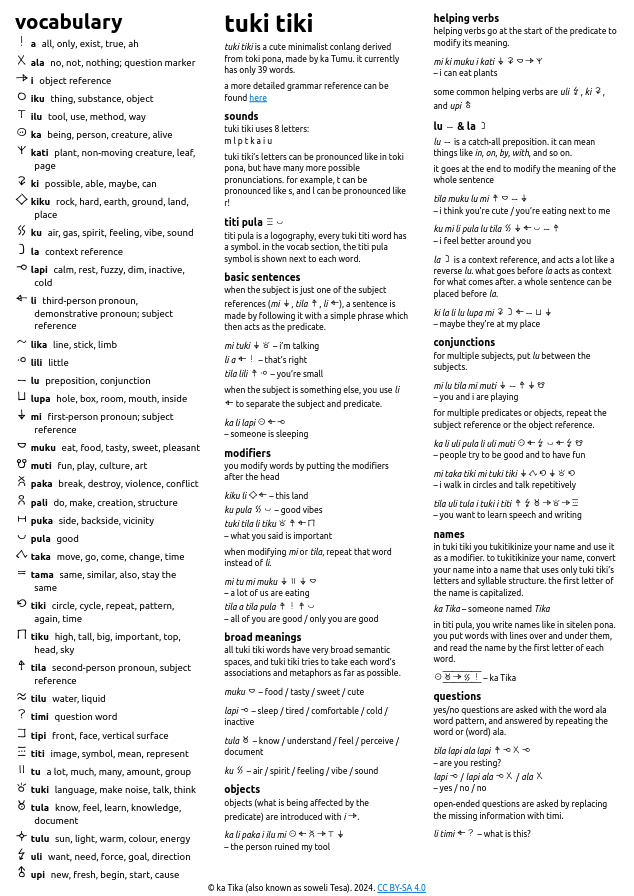 vocabulary
a all, only, exist, true, ah
ala no, not, nothing; question marker
i object reference
iku thing, substance, object
ilu tool, use, method, way
ka being, person, creature, alive
kati plant, non-moving creature, leaf,
page
ki possible, able, maybe, can
kiku rock, hard, earth, ground, land,
place
ku air, gas, spirit, feeling, vibe, sound
la context reference
lapi calm, rest, fuzzy, dim, inactive,
cold
li third-person pronoun,
demonstrative pronoun; subject
reference
lika line, stick, limb
lili little
lu preposition, conjunction
lupa hole, box, room, mouth, inside
mi first-person pronoun; subject
reference
muku eat, food, tasty, sweet, pleasant
muti fun, play, culture, art
paka break, destroy, violence, conflict
pali do, make, creation, structure
puka side, backside, vicinity
pula good
taka move, go, come, change, time
tama same, similar, also, stay the
same
tiki circle, cycle, repeat, pattern,
again, time
tiku high, tall, big, important, top,
head, sky
tila second-person pronoun, subject
reference
tilu water, liquid
timi question word
tipi front, face, vertical surface
titi image, symbol, mean, represent
tu a lot, much, many, amount, group
tuki language, make noise, talk, think
tula know, feel, learn, knowledge,
document
tulu sun, light, warm, colour, energy
uli want, need, force, goal, direction
upi new, fresh, begin, start, cause
tuki tiki
tuki tiki is a cute minimalist conlang derived
from toki pona, made by ka Tumu. it currently
has only 39 words.
a more detailed grammar reference can be
found here
sounds
tuki tiki uses 8 letters:
m l p t k a i u
tuki tiki's letters can be pronounced like in toki
pona, but have many more possible
pronunciations. for example, t can be
pronounced like s, and l can be pronounced like
r!
titi pula
titi pula is a logography, every tuki titi word has
a symbol. in the vocab section, the titi pula
symbol is shown next to each word.
basic sentences
when the subject is just one of the subject
references (mi, tila, li), a sentence is
made by following it with a simple phrase which
then acts as the predicate.
mi tuki – i'm talking
li a – that's right
tila lili – you're small
when the subject is something else, you use li
to separate the subject and predicate.
ka li lapi
– someone is sleeping
modifiers
you modify words by putting the modifiers
after the head
kiku li – this land
ku pula – good vibes
tuki tila li tiku
– what you said is important
when modifying mi or tila, repeat that word
instead of li.
mi tu mi muku
– a lot of us are eating
tila a tila pula
– all of you are good / only you are good
broad meanings
all tuki tiki words have very broad semantic
spaces, and tuki tiki tries to take each word's
associations and metaphors as far as possible.
muku – food / tasty / sweet / cute
lapi – sleep / tired / comfortable / cold /
inactive
tula – know / understand / feel / perceive /
document
ku – air / spirit / feeling / vibe / sound
objects
objects (what is being affected by the
predicate) are introduced with i.
ka li paka i ilu mi
– the person ruined my tool
helping verbs
helping verbs go at the start of the predicate to
modify its meaning.
mi ki muku i kati
– i can eat plants
some common helping verbs are uli, ki,
and upi
lu & la
lu is a catch-all preposition. it can mean
things like in, on, by, with, and so on.
it goes at the end to modify the meaning of the
whole sentence
tila muku lu mi
– i think you're cute / you're eating next to me
ku mi li pula lu tila
– i feel better around you
la is a context reference, and acts a lot like a
reverse lu. what goes before la acts as context
for what comes after. a whole sentence can be
placed before la.
ki la li lu lupa mi
– maybe they're at my place
conjunctions
for multiple subjects, put lu between the
subjects.
mi lu tila mi muti
– you and i are playing
for multiple predicates or objects, repeat the
subject reference or the object reference.
ka li uli pula li uli muti
– people try to be good and to have fun
mi taka tiki mi tuki tiki
– i walk in circles and talk repetitively
tila uli tula i tuki i titi
– you want to learn speech and writing
names
in tuki tiki you tukitikinize your name and use it
as a modifier. to tukitikinize your name, convert
your name into a name that uses only tuki tiki's
letters and syllable structure. the first letter of
the name is capitalized.
ka Tika – someone named Tika
in titi pula, you write names like in sitelen pona.
you put words with lines over and under them,
and read the name by the first letter of each
word.
– ka Tika
questions
yes/no questions are asked with the word ala
word pattern, and answered by repeating the
word or (word) ala.
tila lapi ala lapi
– are you resting?
lapi / lapi ala / ala
– yes / no / no
open-ended questions are asked by replacing
the missing information with timi.
li timi – what is this?
© ka Tika (also known as soweli Tesa). 2024. CC BY-SA 4.0